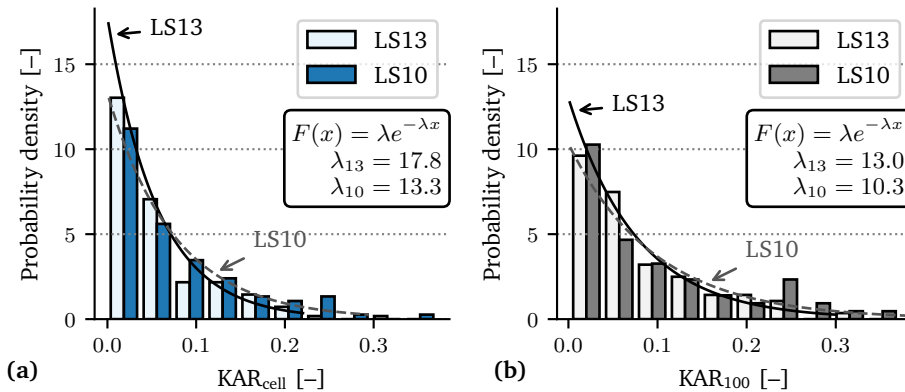 LS13
LS13
LS10
F(x) = λe^{−λx}
λ₁₃ = 17.8
λ₁₀ = 13.3
LS10
Probability density [–]
15
10
5
0
0.0 0.1 0.2 0.3
KAR_cell [–]
(a)
LS13
LS13
LS10
F(x) = λe^{−λx}
λ₁₃ = 13.0
λ₁₀ = 10.3
LS10
Probability density [–]
15
10
5
0
0.0 0.1 0.2 0.3
KAR₁₀₀ [–]
(b)